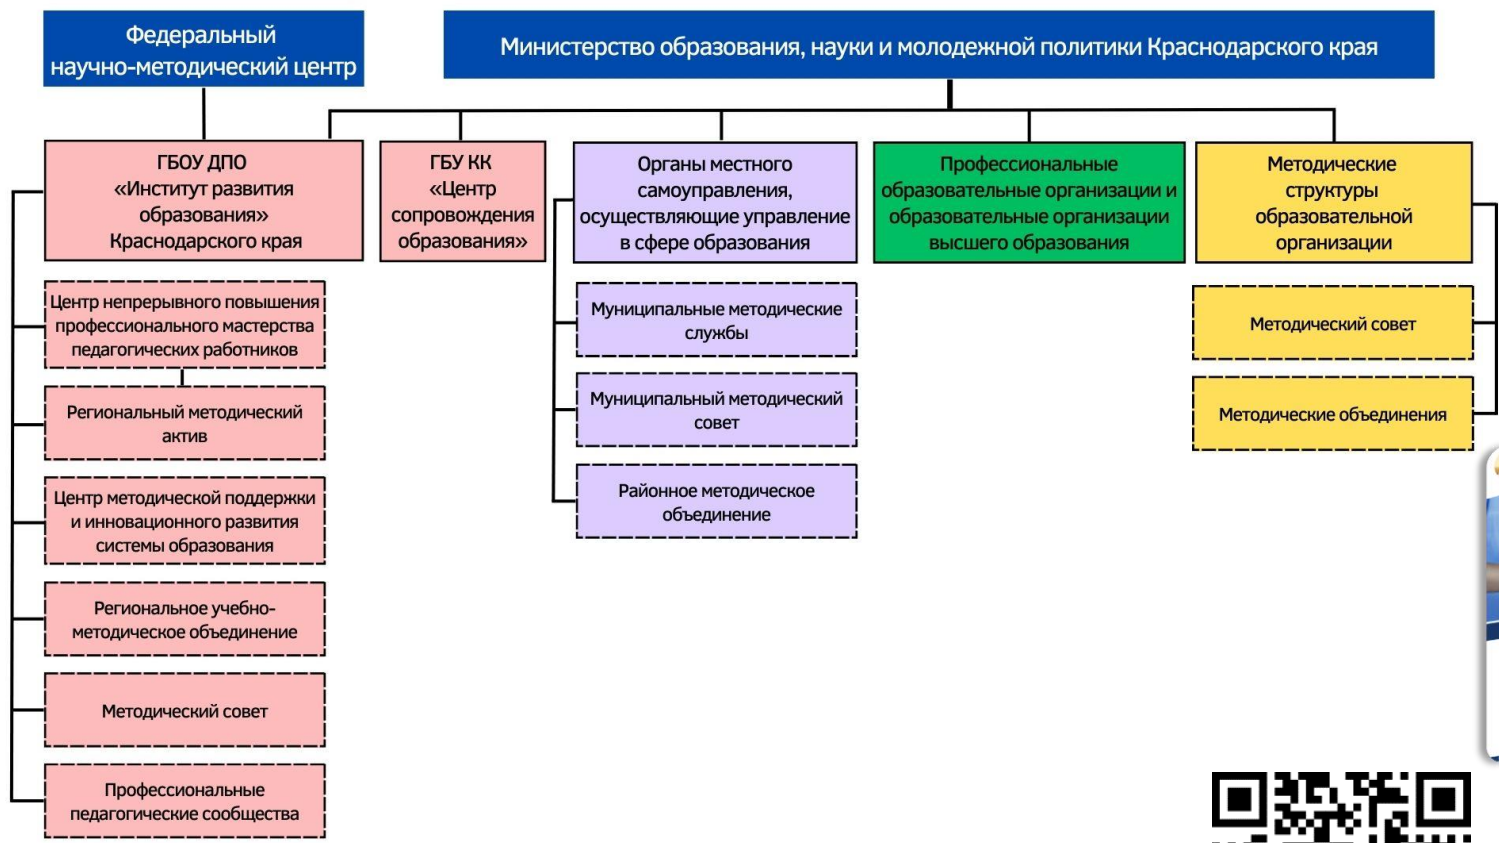 Федеральный
научно-методический центр
Министерство образования, науки и молодежной политики Краснодарского края
ГБОУ ДПО
«Институт развития
образования»
Краснодарского края
ГБУ КК
«Центр
сопровождения
образования»
Органы местного
самоуправления,
осуществляющие управление
в сфере образования
Профессиональные
образовательные организации и
образовательные организации
высшего образования
Методические
структуры
образовательной
организации
Центр непрерывного повышения
профессионального мастерства
педагогических работников
Региональный методический
актив
Центр методической поддержки
и инновационного развития
системы образования
Региональное учебно-
методическое объединение
Методический совет
Профессиональные
педагогические сообщества
Муниципальные методические
службы
Муниципальный методический
совет
Районное методическое
объединение
Методический совет
Методические объединения